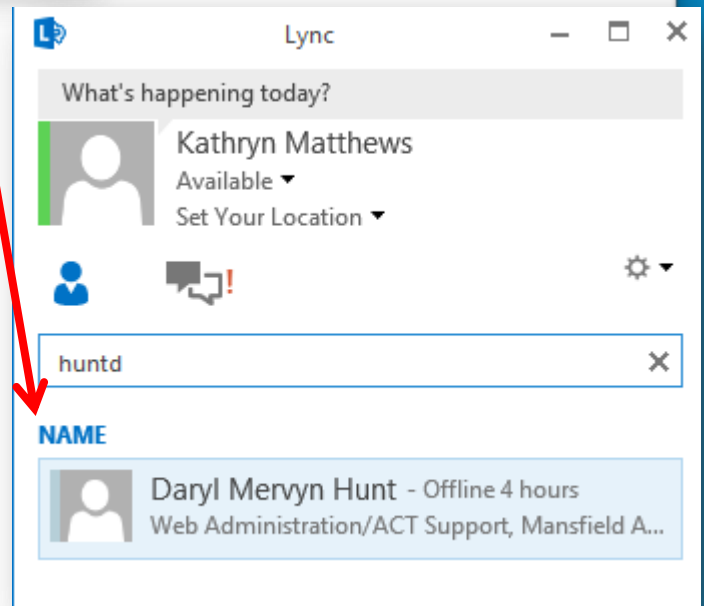 Lync
What's happening today?
Kathryn Matthews
Available
Set Your Location
!
huntd
NAME
Daryl Mervyn Hunt - Offline 4 hours
Web Administration/ACT Support, Mansfield A...